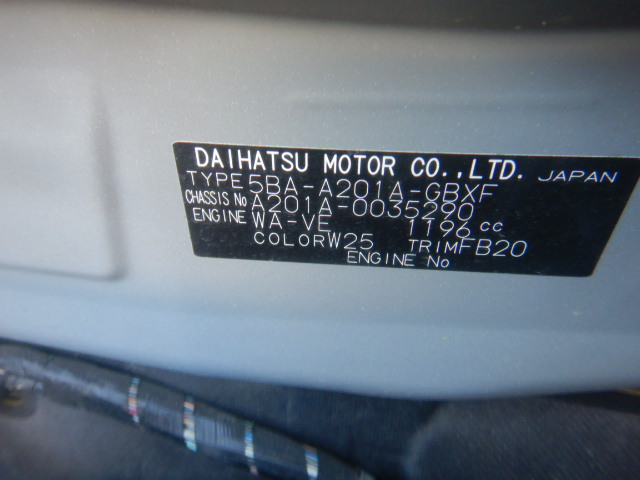 DAIHATSU MOTOR CO.,LTD. JAPAN
TYPE 5BA-A201A-GBXF
CHASSIS No A201A-0035290
ENGINE WA-VE 1196 cc
COLOR W25 TRIM FB20
ENGINE No